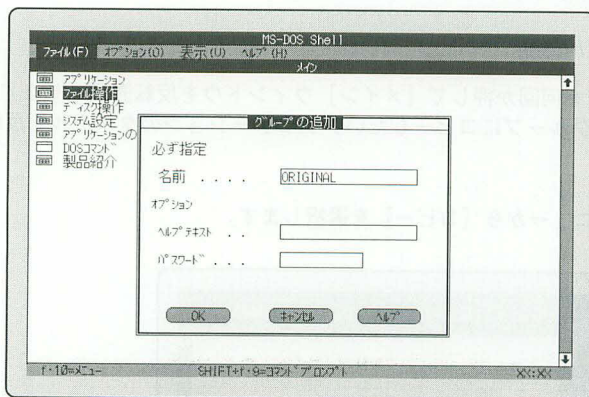 MS-DOS Shell
ファイル(F) オプション(O) 表示(U) ヘルプ(H)
メイン
アプリケーション
ファイル操作
ディスク操作
システム設定
アプリケーションの
DOSコマンド
製品紹介
グループの追加
必ず指定
名前 . . . . ORIGINAL
オプション
ヘルプテキスト . .
パスワード . . .
OK キャンセル ヘルプ
f・10=メニュー SHIFT+f・9=コマンドプロンプト XX:XX